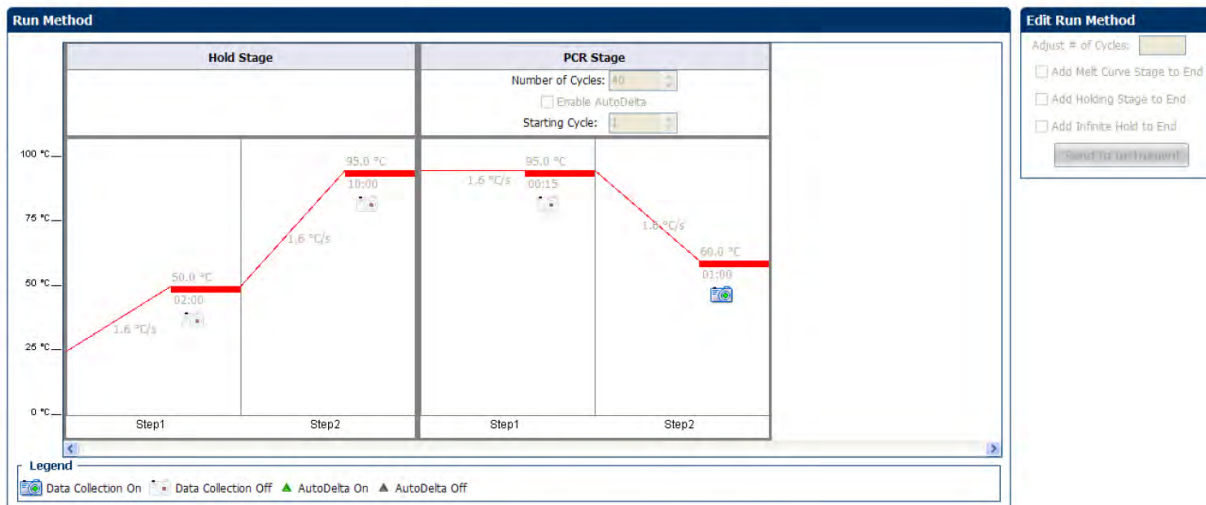 Run Method
Hold Stage
PCR Stage
Number of Cycles: 40
Enable AutoDelta
Starting Cycle: 1
100 °C
75 °C
50 °C
25 °C
0 °C
1.6 °C/s
50.0 °C
02:00
1.6 °C/s
95.0 °C
10:00
1.6 °C/s
95.0 °C
00:15
1.6 °C/s
60.0 °C
01:00
Step1
Step2
Step1
Step2
Legend
Data Collection On
Data Collection Off
AutoDelta On
AutoDelta Off
Edit Run Method
Adjust # of Cycles:
Add Melt Curve Stage to End
Add Holding Stage to End
Add Infinite Hold to End
Send to Instrument